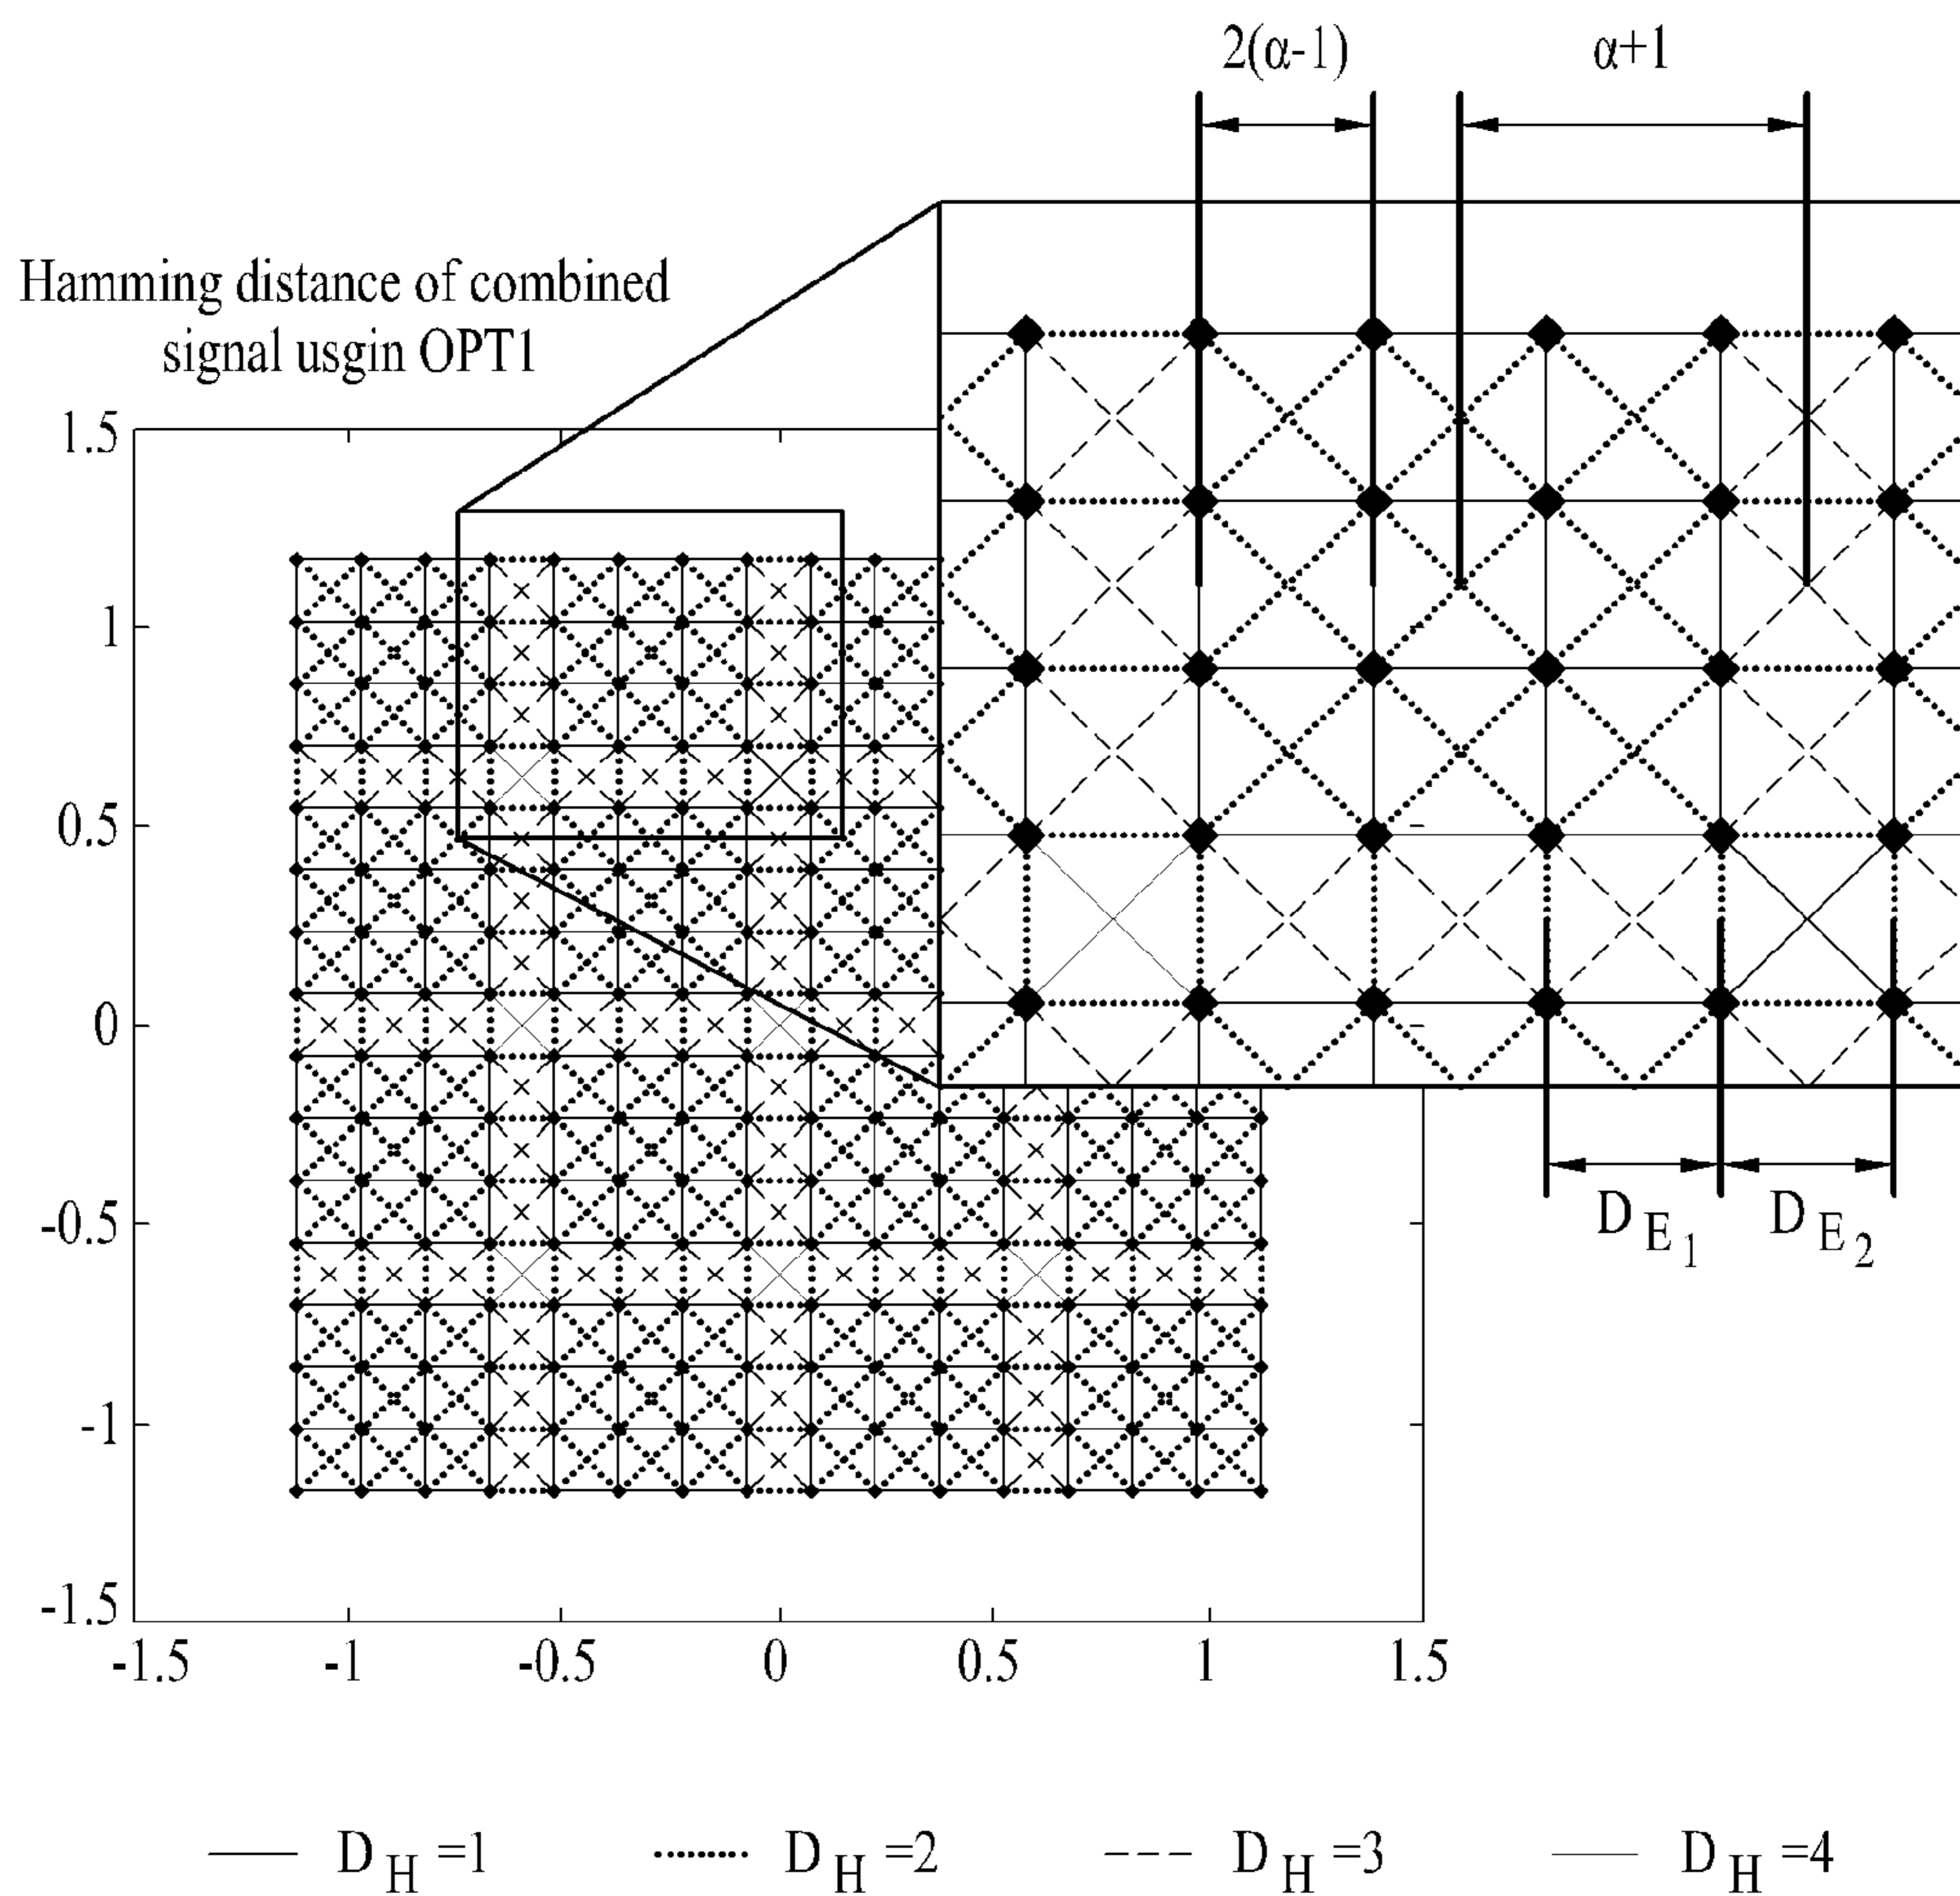 2(α-1)
α+1
Hamming distance of combined
signal usgin OPT1
1.5
1
0.5
0
-0.5
-1
-1.5
-1.5 -1 -0.5 0 0.5 1 1.5
D E 1
D E 2
D H =1
D H =2
D H =3
D H =4